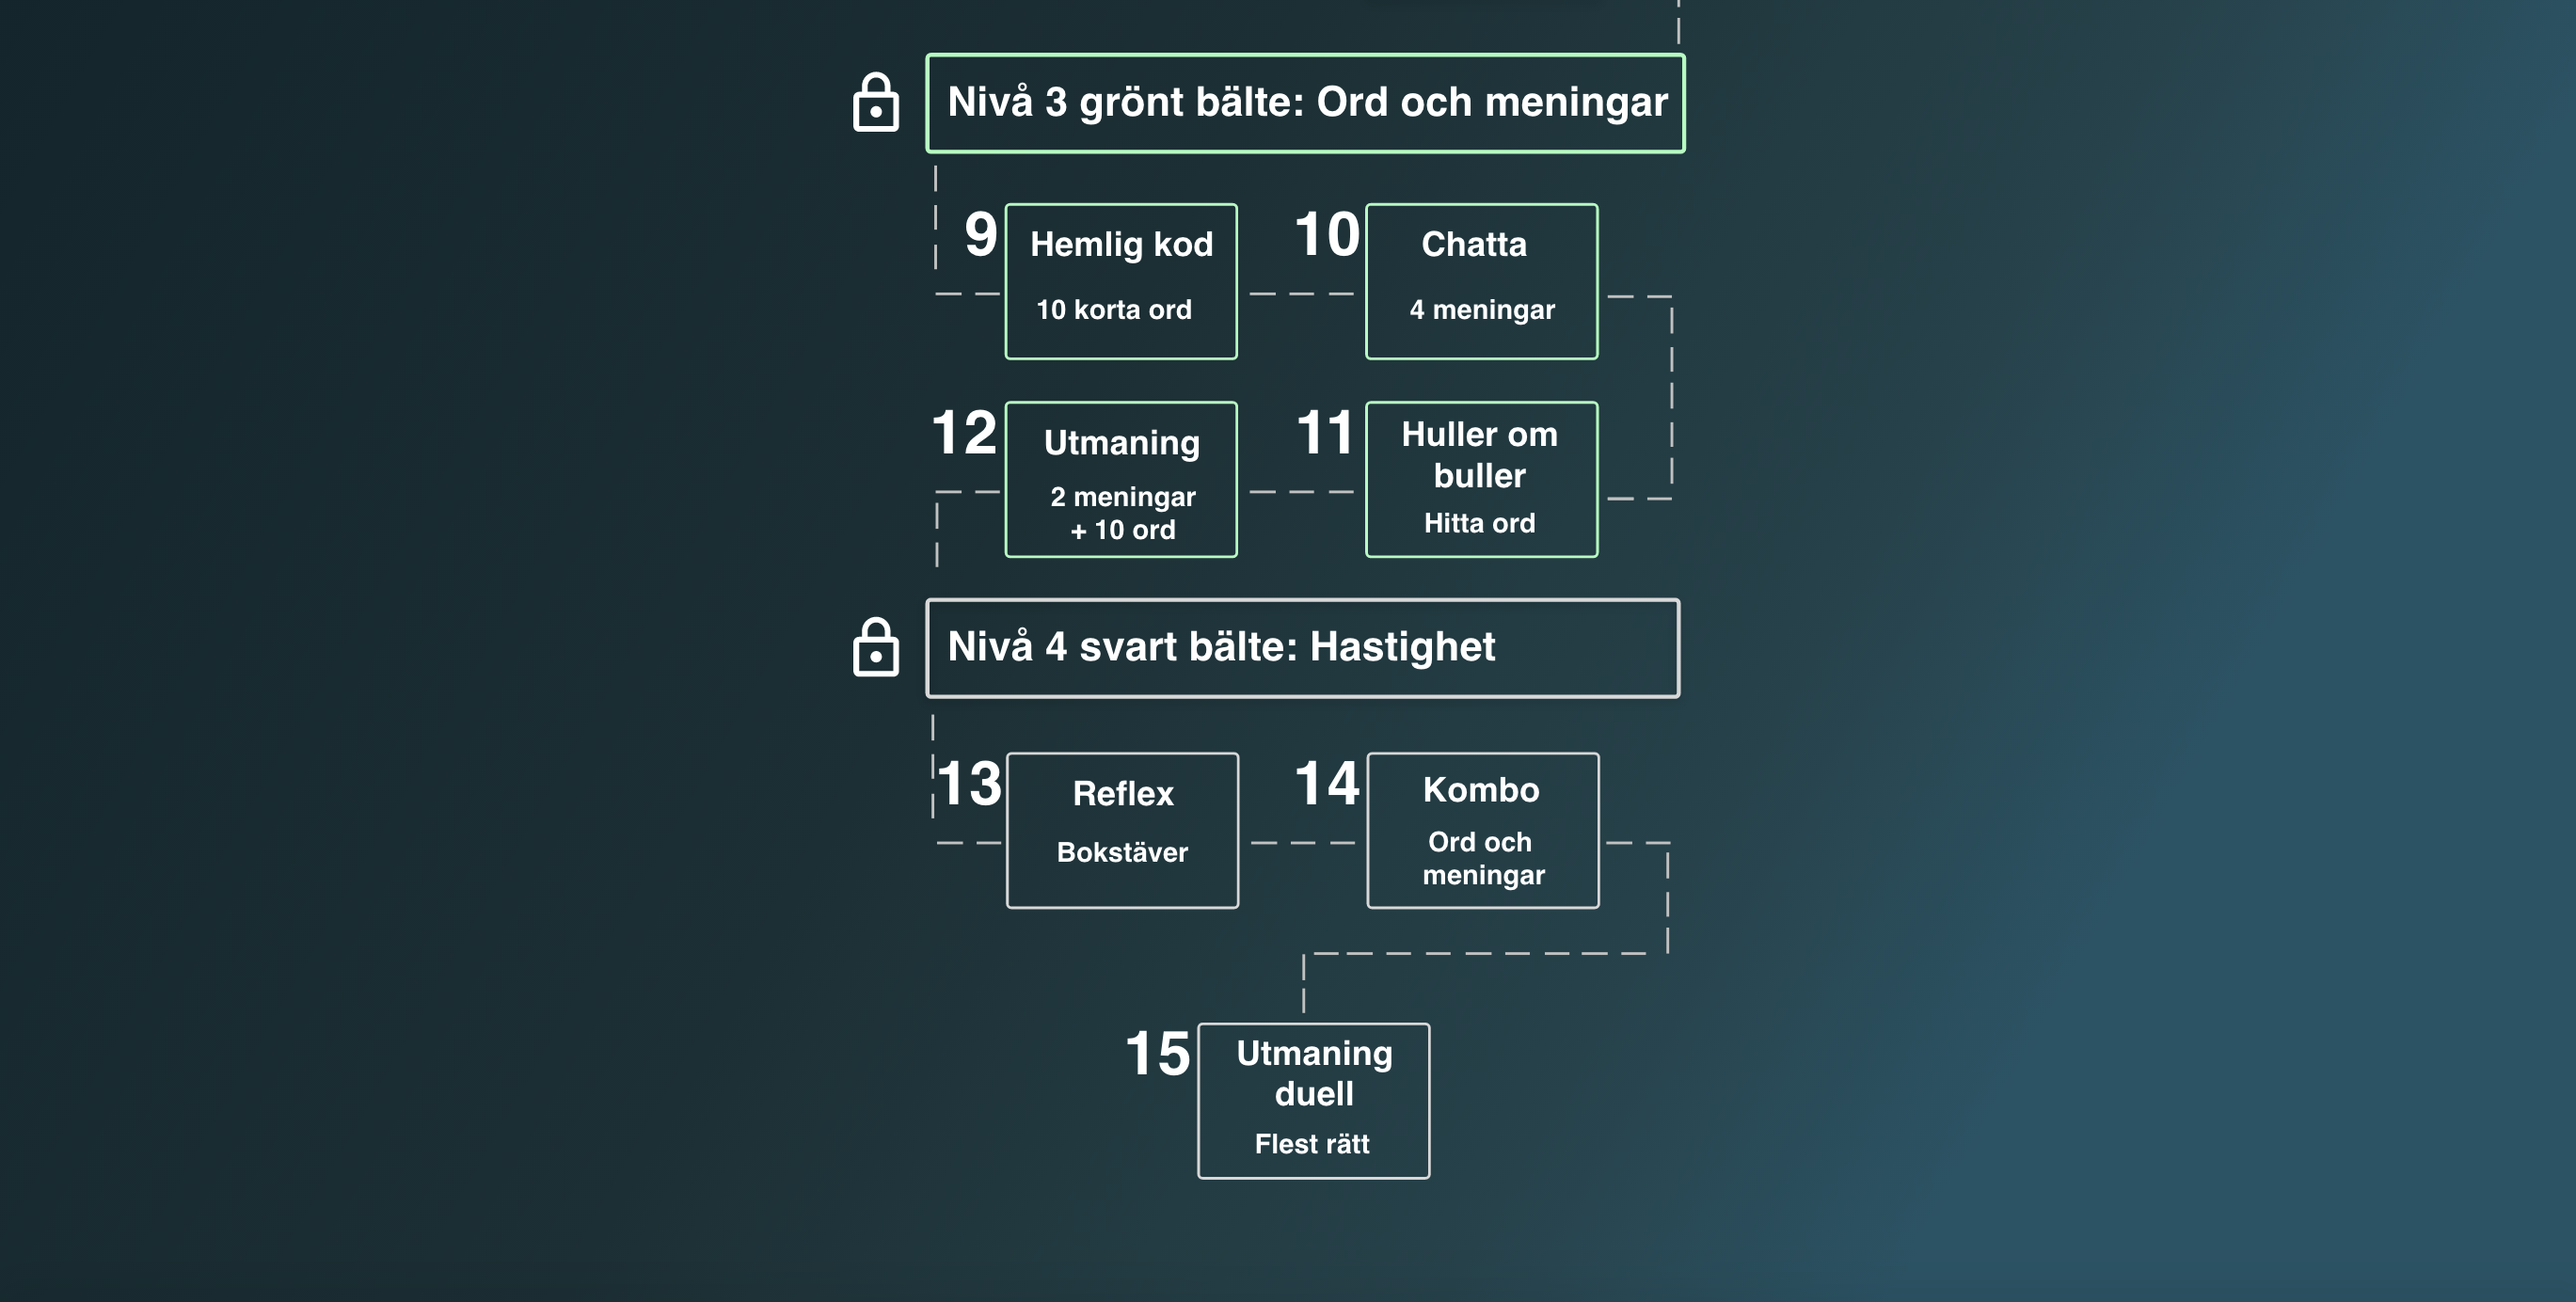 Nivå 3 grönt bälte: Ord och meningar
9
Hemlig kod
10 korta ord
10
Chatta
4 meningar
12
Utmaning
2 meningar
+ 10 ord
11
Huller om
buller
Hitta ord
Nivå 4 svart bälte: Hastighet
13
Reflex
Bokstäver
14
Kombo
Ord och
meningar
15
Utmaning
duell
Flest rätt